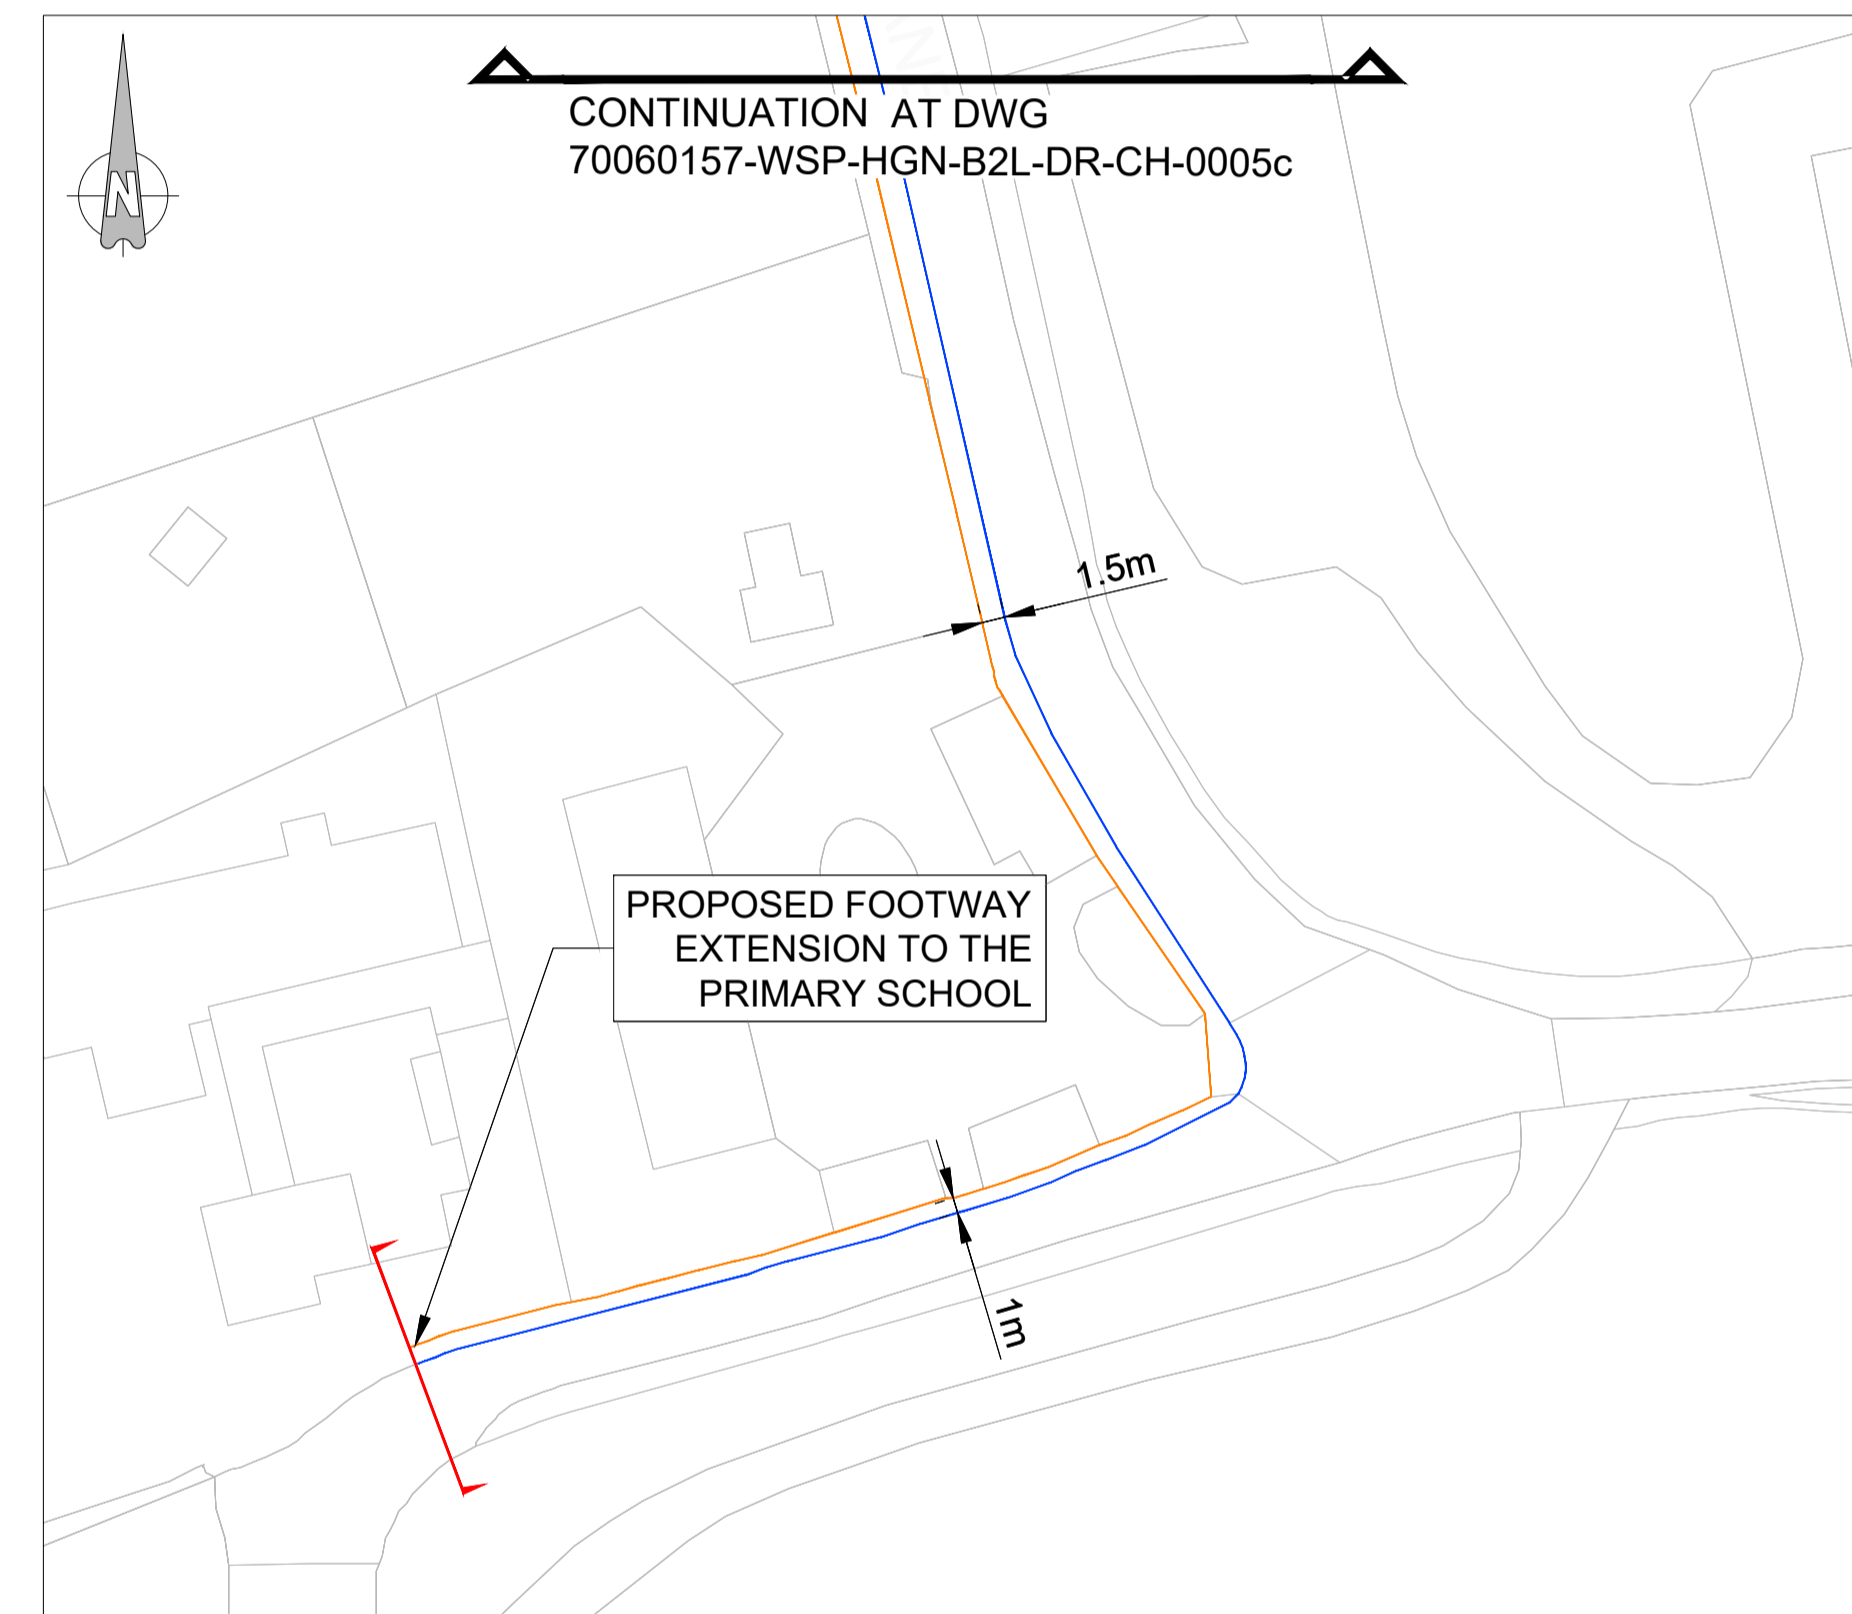 N
CONTINUATION AT DWG
70060157-WSP-HGN-B2L-DR-CH-0005c
1.5m
PROPOSED FOOTWAY
EXTENSION TO THE
PRIMARY SCHOOL
1m